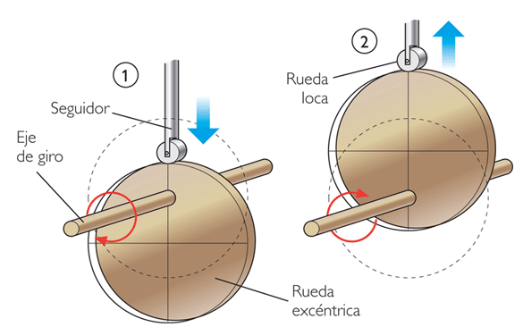 1
Seguidor
Eje
de giro
2
Rueda
loca
Rueda
excéntrica